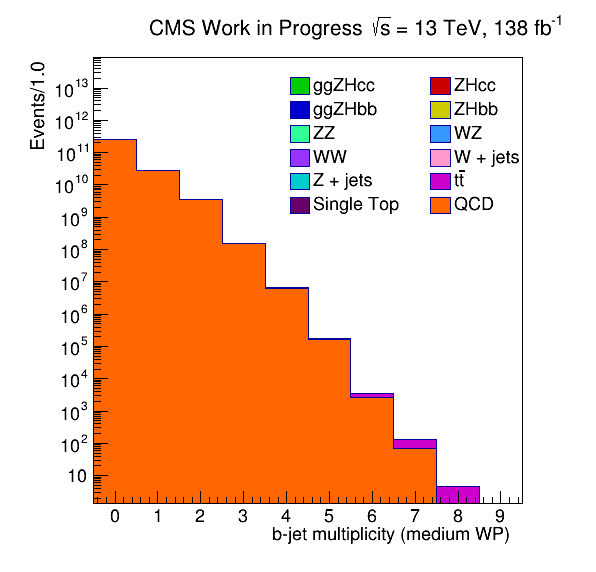 CMS Work in Progress √s = 13 TeV, 138 fb⁻¹
Events/1.0
10¹³
10¹²
10¹¹
10¹⁰
10⁹
10⁸
10⁷
10⁶
10⁵
10⁴
10³
10²
10
ggZHcc ZHcc
ggZHbb ZHbb
ZZ WZ
WW W + jets
Z + jets tt̄
Single Top QCD
0 1 2 3 4 5 6 7 8 9
b-jet multiplicity (medium WP)